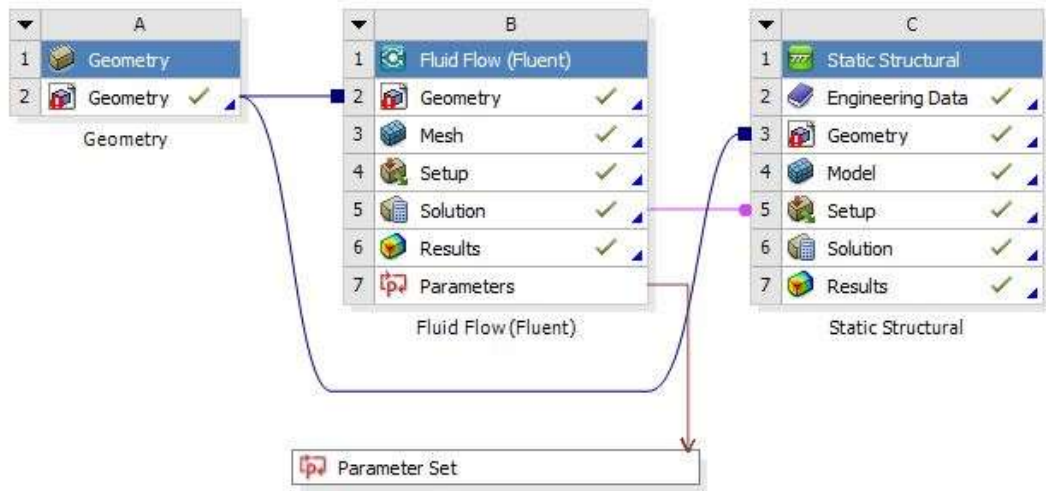 A
1 Geometry
2 Geometry
Geometry
B
1 Fluid Flow (Fluent)
2 Geometry
3 Mesh
4 Setup
5 Solution
6 Results
7 Parameters
Fluid Flow (Fluent)
C
1 Static Structural
2 Engineering Data
3 Geometry
4 Model
5 Setup
6 Solution
7 Results
Static Structural
Parameter Set